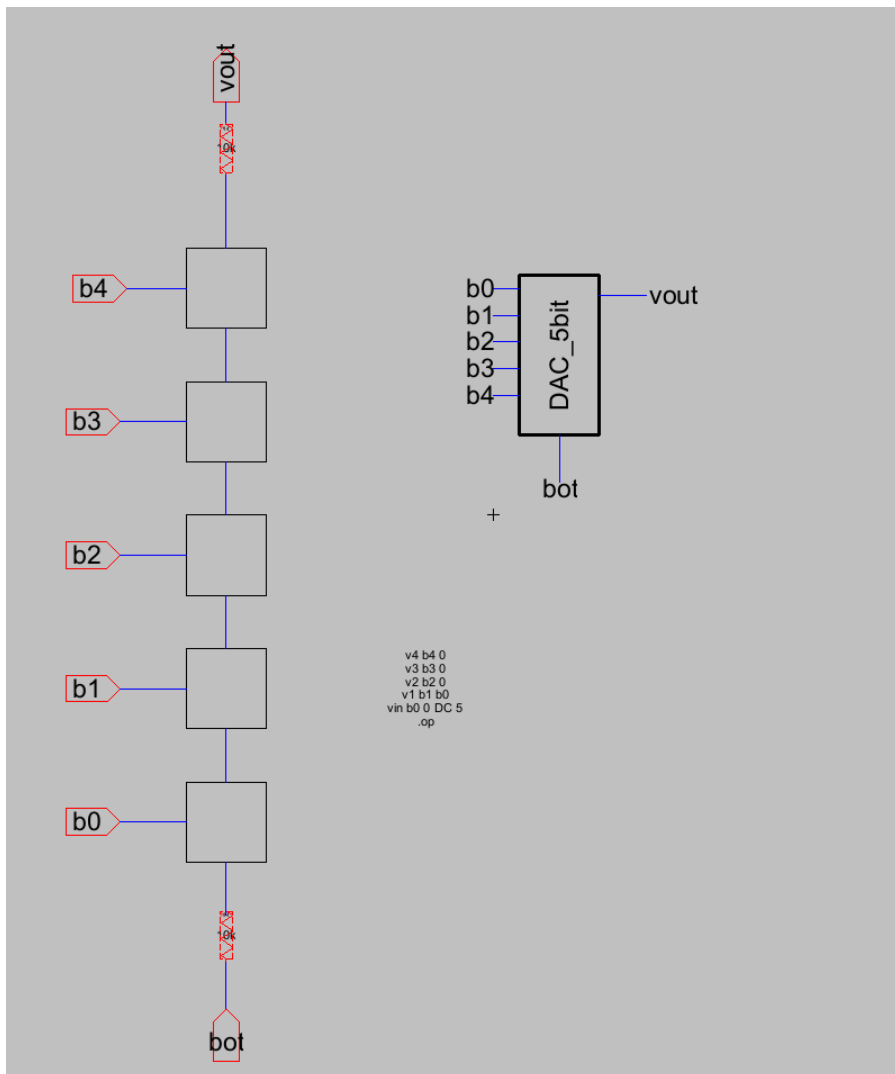 vout
10k
b4
b3
b2
b1
b0
10k
bot
b0
b1
b2
b3
b4
DAC_5bit
vout
bot
v4 b4 0
v3 b3 0
v2 b2 0
v1 b1 b0
vin b0 0 DC 5
.op